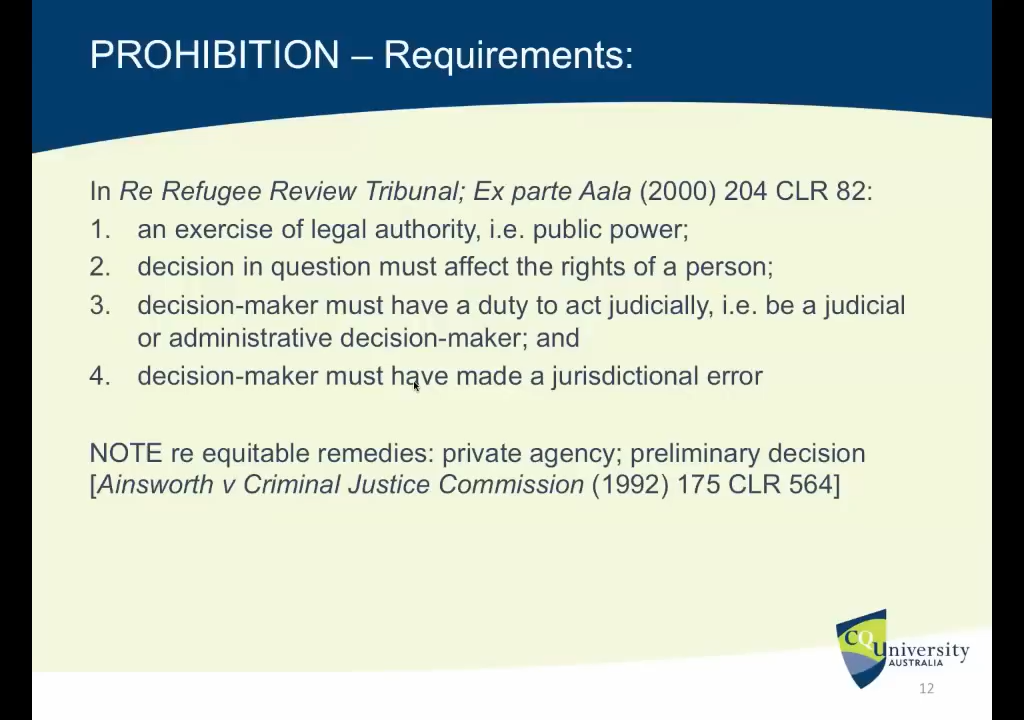 PROHIBITION – Requirements:
In Re Refugee Review Tribunal; Ex parte Aala (2000) 204 CLR 82:
1. an exercise of legal authority, i.e. public power;
2. decision in question must affect the rights of a person;
3. decision-maker must have a duty to act judicially, i.e. be a judicial
or administrative decision-maker; and
4. decision-maker must have made a jurisdictional error
NOTE re equitable remedies: private agency; preliminary decision
[Ainsworth v Criminal Justice Commission (1992) 175 CLR 564]
CQUniversity
AUSTRALIA
12